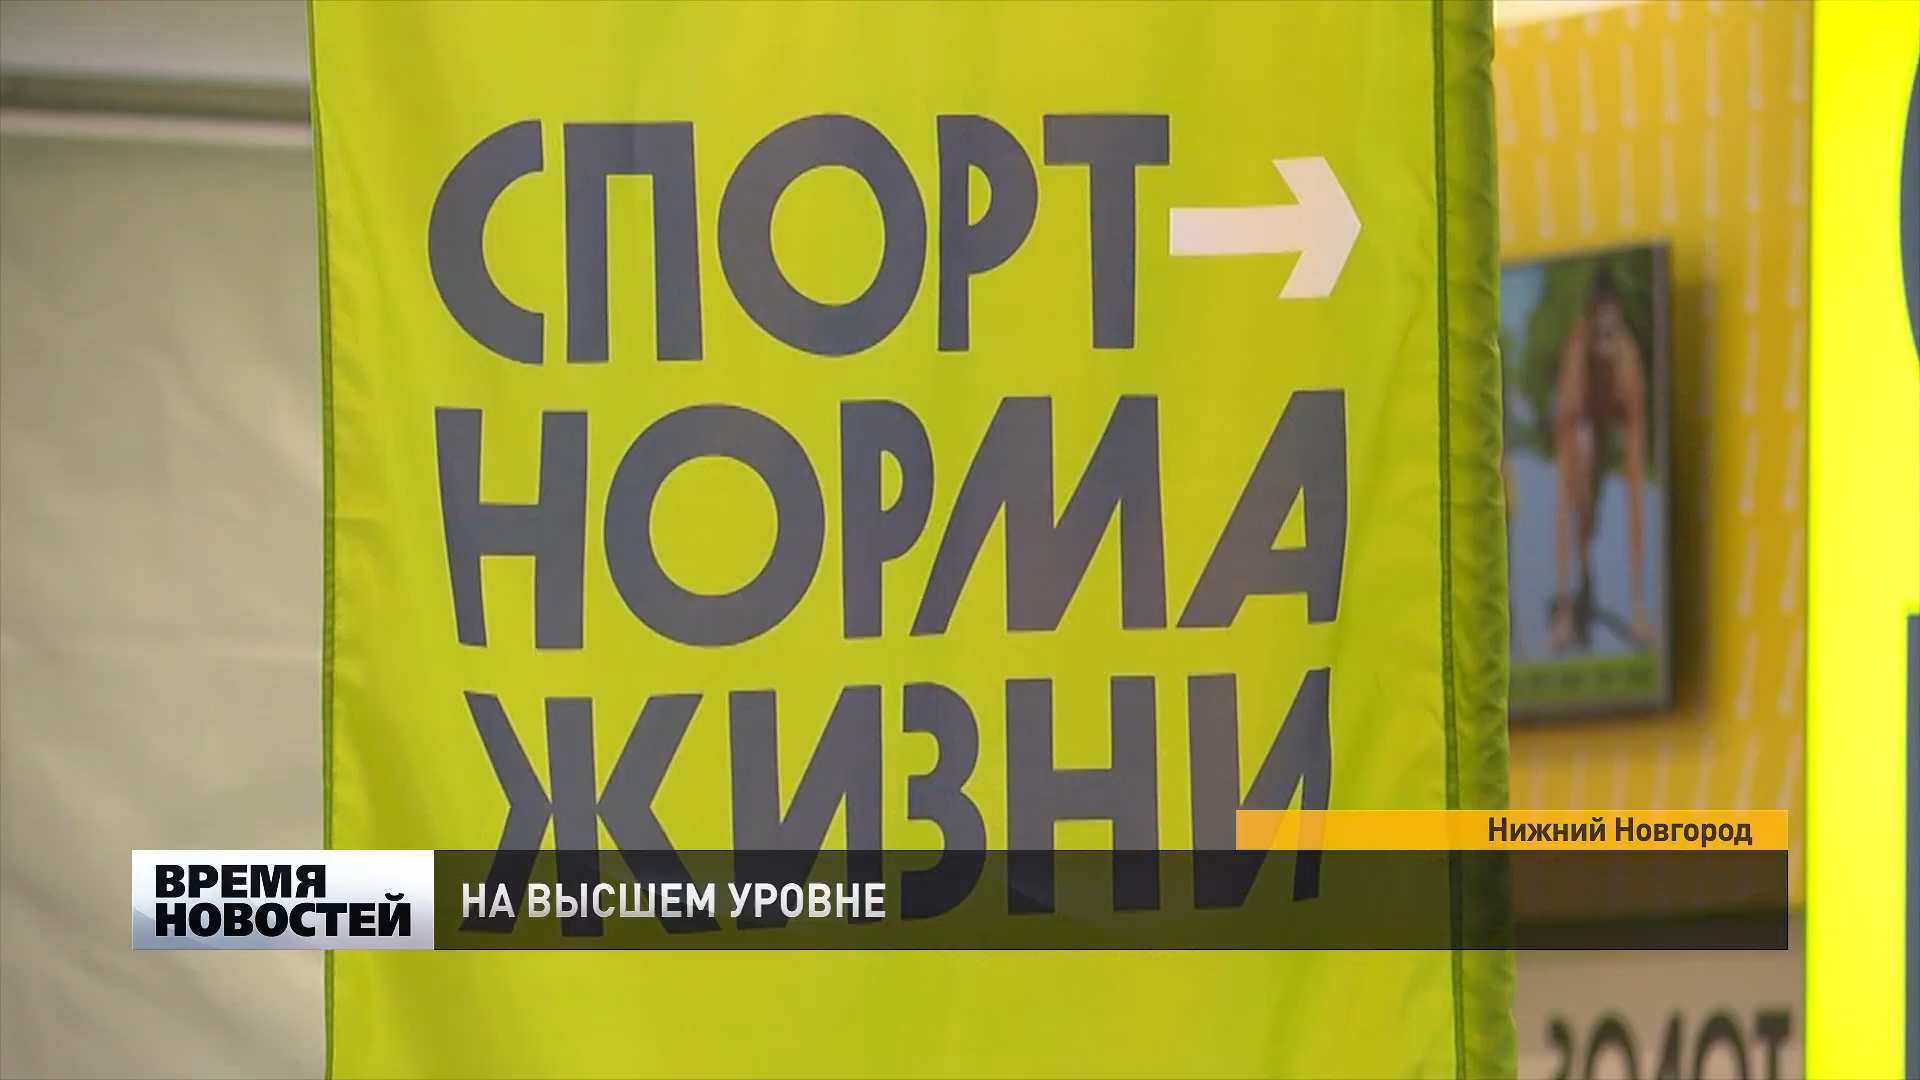 СПОРТ
НОРМА
ЖИЗНИ
Нижний Новгород
ВРЕМЯ
НОВОСТЕЙ
НА ВЫСШЕМ УРОВНЕ